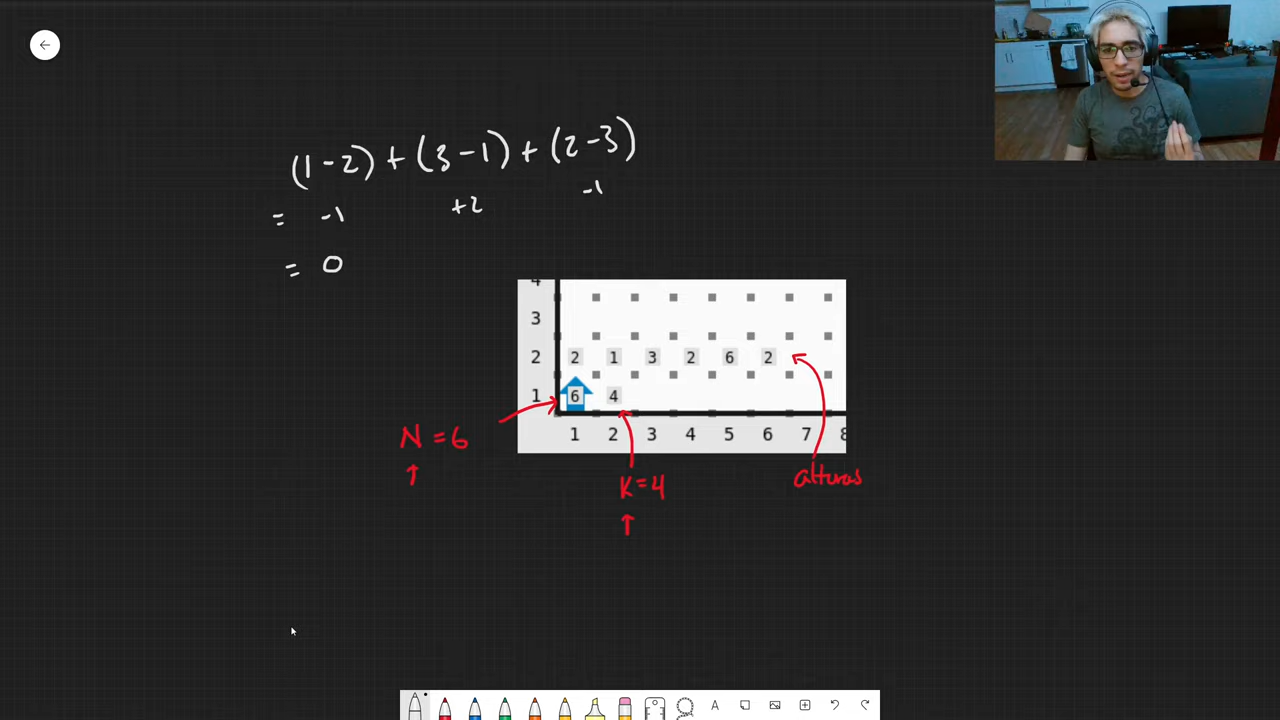 (1-2) + (3-1) + (2-3)
= -1 +2 -1
= 0
4
3
2 2 1 3 2 6 2
1 6 4
1 2 3 4 5 6 7 8
N = 6
K = 4
alturas
A